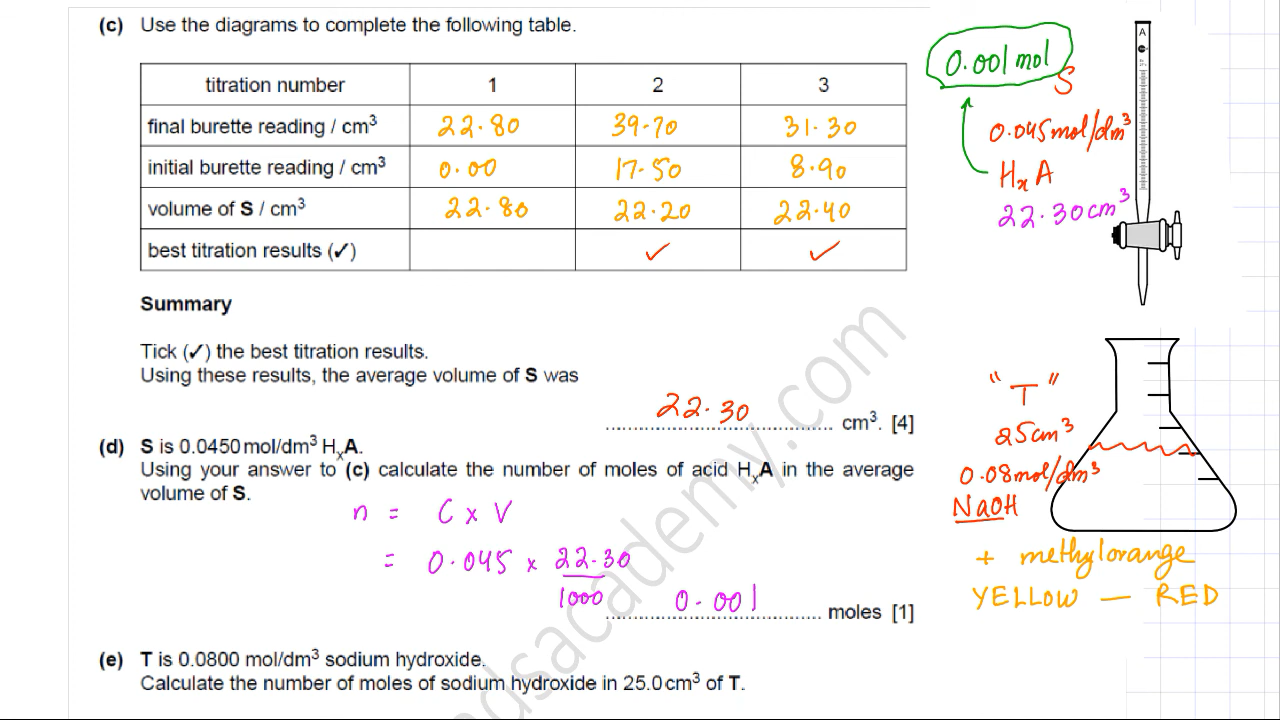 (c) Use the diagrams to complete the following table.
titration number 1 2 3
final burette reading / cm³ 22.80 39.70 31.30
initial burette reading / cm³ 0.00 17.50 8.90
volume of S / cm³ 22.80 22.20 22.40
best titration results (✓) ✓ ✓
Summary
Tick (✓) the best titration results.
Using these results, the average volume of S was
22.30
cm³. [4]
(d) S is 0.0450 mol/dm³ HₓA.
Using your answer to (c) calculate the number of moles of acid HₓA in the average
volume of S.
n = C x V
= 0.045 x 22.30
1000
0.001 moles [1]
(e) T is 0.0800 mol/dm³ sodium hydroxide.
Calculate the number of moles of sodium hydroxide in 25.0 cm³ of T.
0.001 mol
S
0.045 mol/dm³
HₓA
22.30 cm³
A
"T"
25cm³
0.08mol/dm³
NaOH
+ methylorange
YELLOW — RED
adsacademy.com